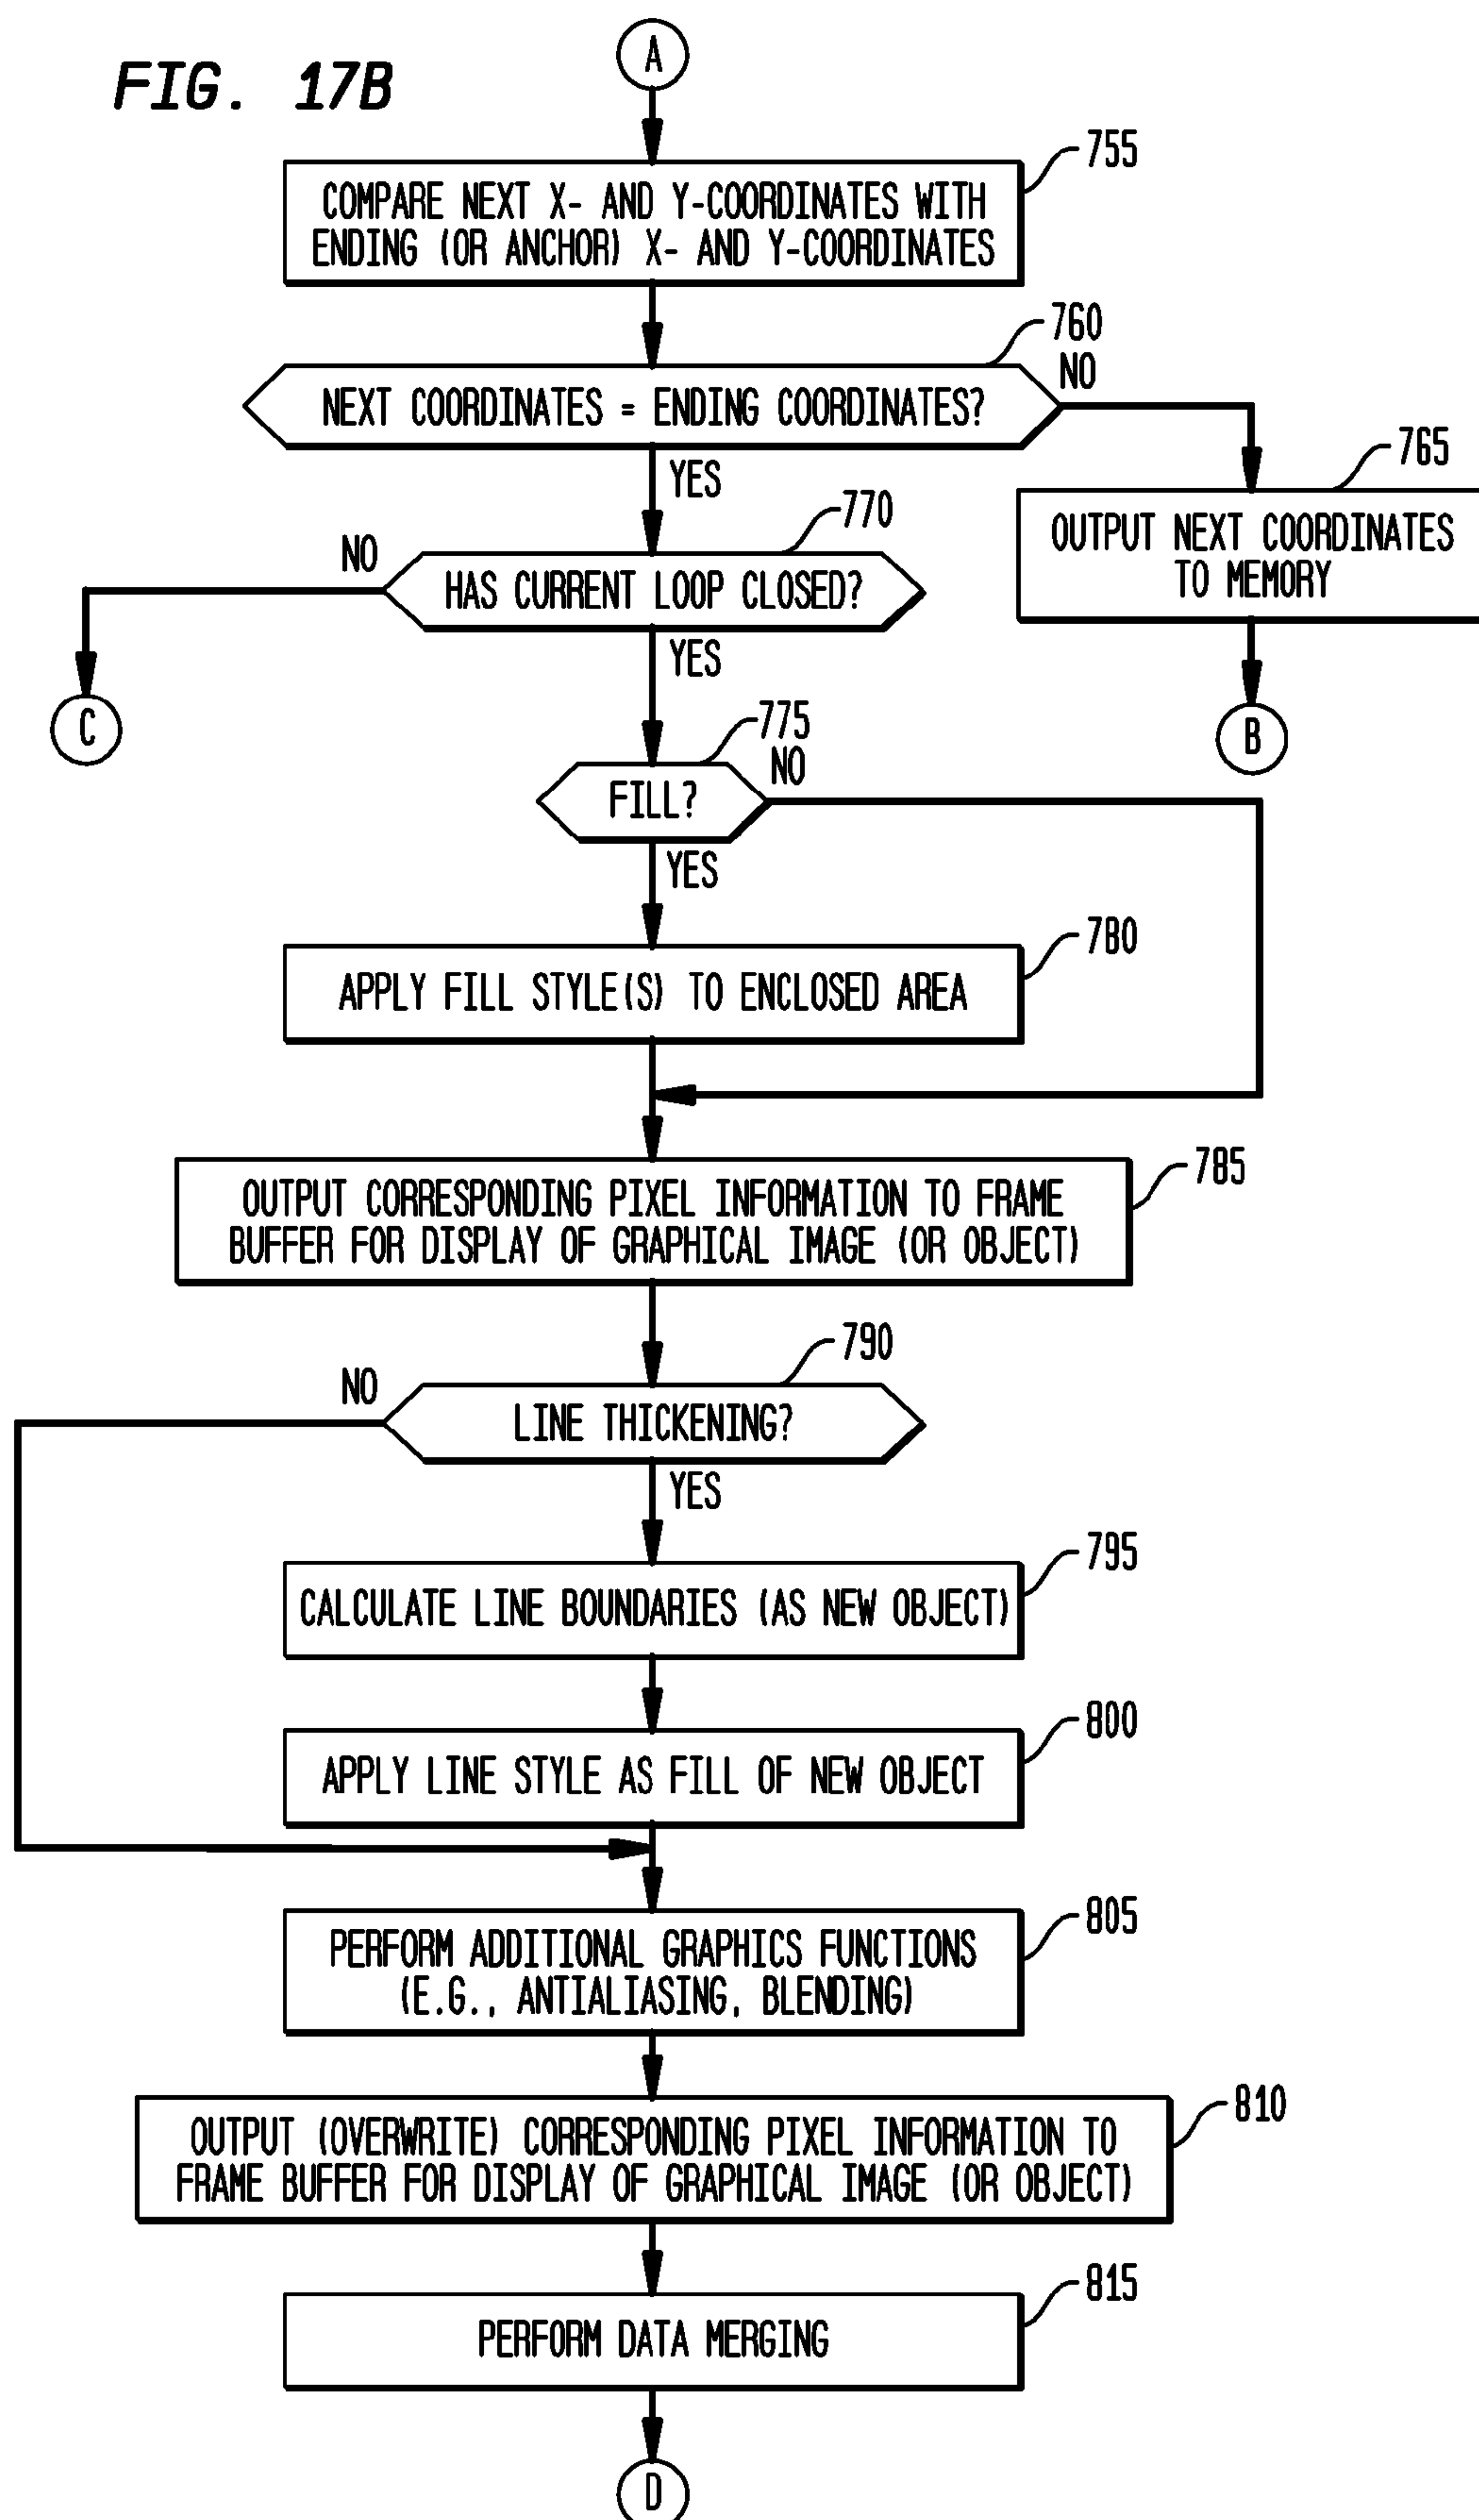 FIG. 17B
A
755
COMPARE NEXT X- AND Y-COORDINATES WITH
ENDING (OR ANCHOR) X- AND Y-COORDINATES
760
NEXT COORDINATES = ENDING COORDINATES?
NO
YES
765
OUTPUT NEXT COORDINATES
TO MEMORY
B
770
HAS CURRENT LOOP CLOSED?
NO
C
YES
775
FILL?
NO
YES
780
APPLY FILL STYLE(S) TO ENCLOSED AREA
785
OUTPUT CORRESPONDING PIXEL INFORMATION TO FRAME
BUFFER FOR DISPLAY OF GRAPHICAL IMAGE (OR OBJECT)
790
LINE THICKENING?
NO
YES
795
CALCULATE LINE BOUNDARIES (AS NEW OBJECT)
800
APPLY LINE STYLE AS FILL OF NEW OBJECT
805
PERFORM ADDITIONAL GRAPHICS FUNCTIONS
(E.G., ANTIALIASING, BLENDING)
810
OUTPUT (OVERWRITE) CORRESPONDING PIXEL INFORMATION TO
FRAME BUFFER FOR DISPLAY OF GRAPHICAL IMAGE (OR OBJECT)
815
PERFORM DATA MERGING
D